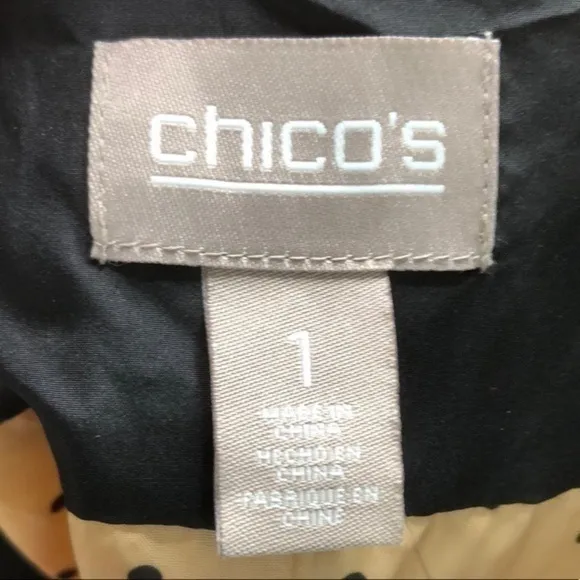 chico's
1
MADE IN
CHINA
HECHO EN
CHINA
FABRIQUE EN
CHINE